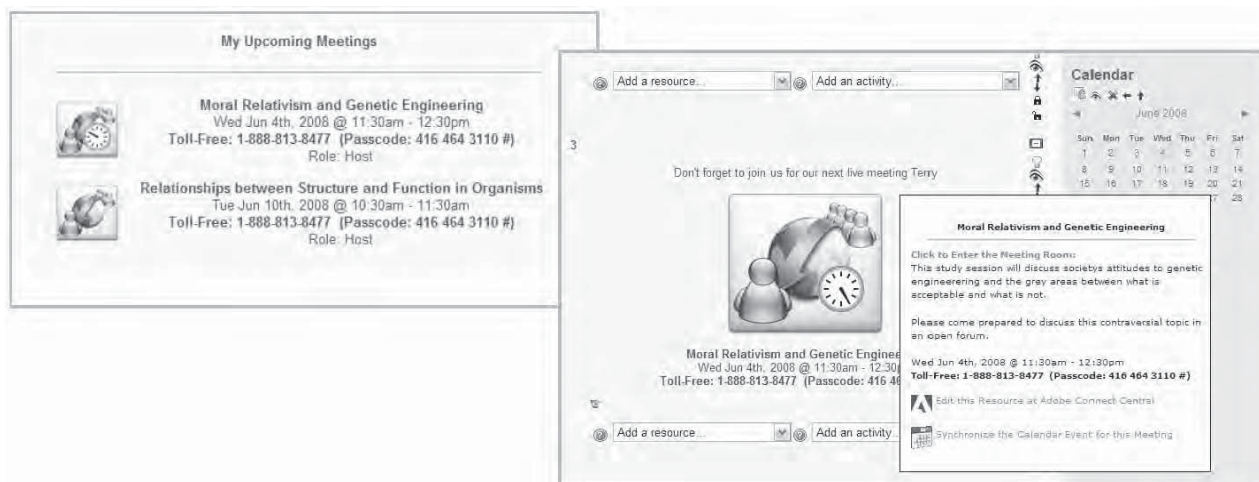 My Upcoming Meetings
Moral Relativism and Genetic Engineering
Wed Jun 4th, 2008 @ 11:30am - 12:30pm
Toll-Free: 1-888-813-8477 (Passcode: 416 464 3110 #)
Role: Host
Relationships between Structure and Function in Organisms
Tue Jun 10th, 2008 @ 10:30am - 11:30am
Toll-Free: 1-888-813-8477 (Passcode: 416 464 3110 #)
Role: Host
Add a resource... Add an activity...
3
Don't forget to join us for our next live meeting Terry
Moral Relativism and Genetic Enginee
Wed Jun 4th, 2008 @ 11:30am - 12:30
Toll-Free: 1-888-813-8477 (Passcode: 416 46
Add a resource... Add an activity...
Calendar
June 2008
Sun Mon Tue Wed Thu Fri Sat
1 2 3 4 5 6 7
8 9 10 11 12 13 14
15 16 17 18 19 20 21
28
Moral Relativism and Genetic Engineering
Click to Enter the Meeting Room:
This study session will discuss societys attitudes to genetic
engineerering and the grey areas between what is
acceptable and what is not.
Please come prepared to discuss this contraversial topic in
an open forum.
Wed Jun 4th, 2008 @ 11:30am - 12:30pm
Toll-Free: 1-888-813-8477 (Passcode: 416 464 3110 #)
Edit this Resource at Adobe Connect Central
Synchronize the Calendar Event for this Meeting